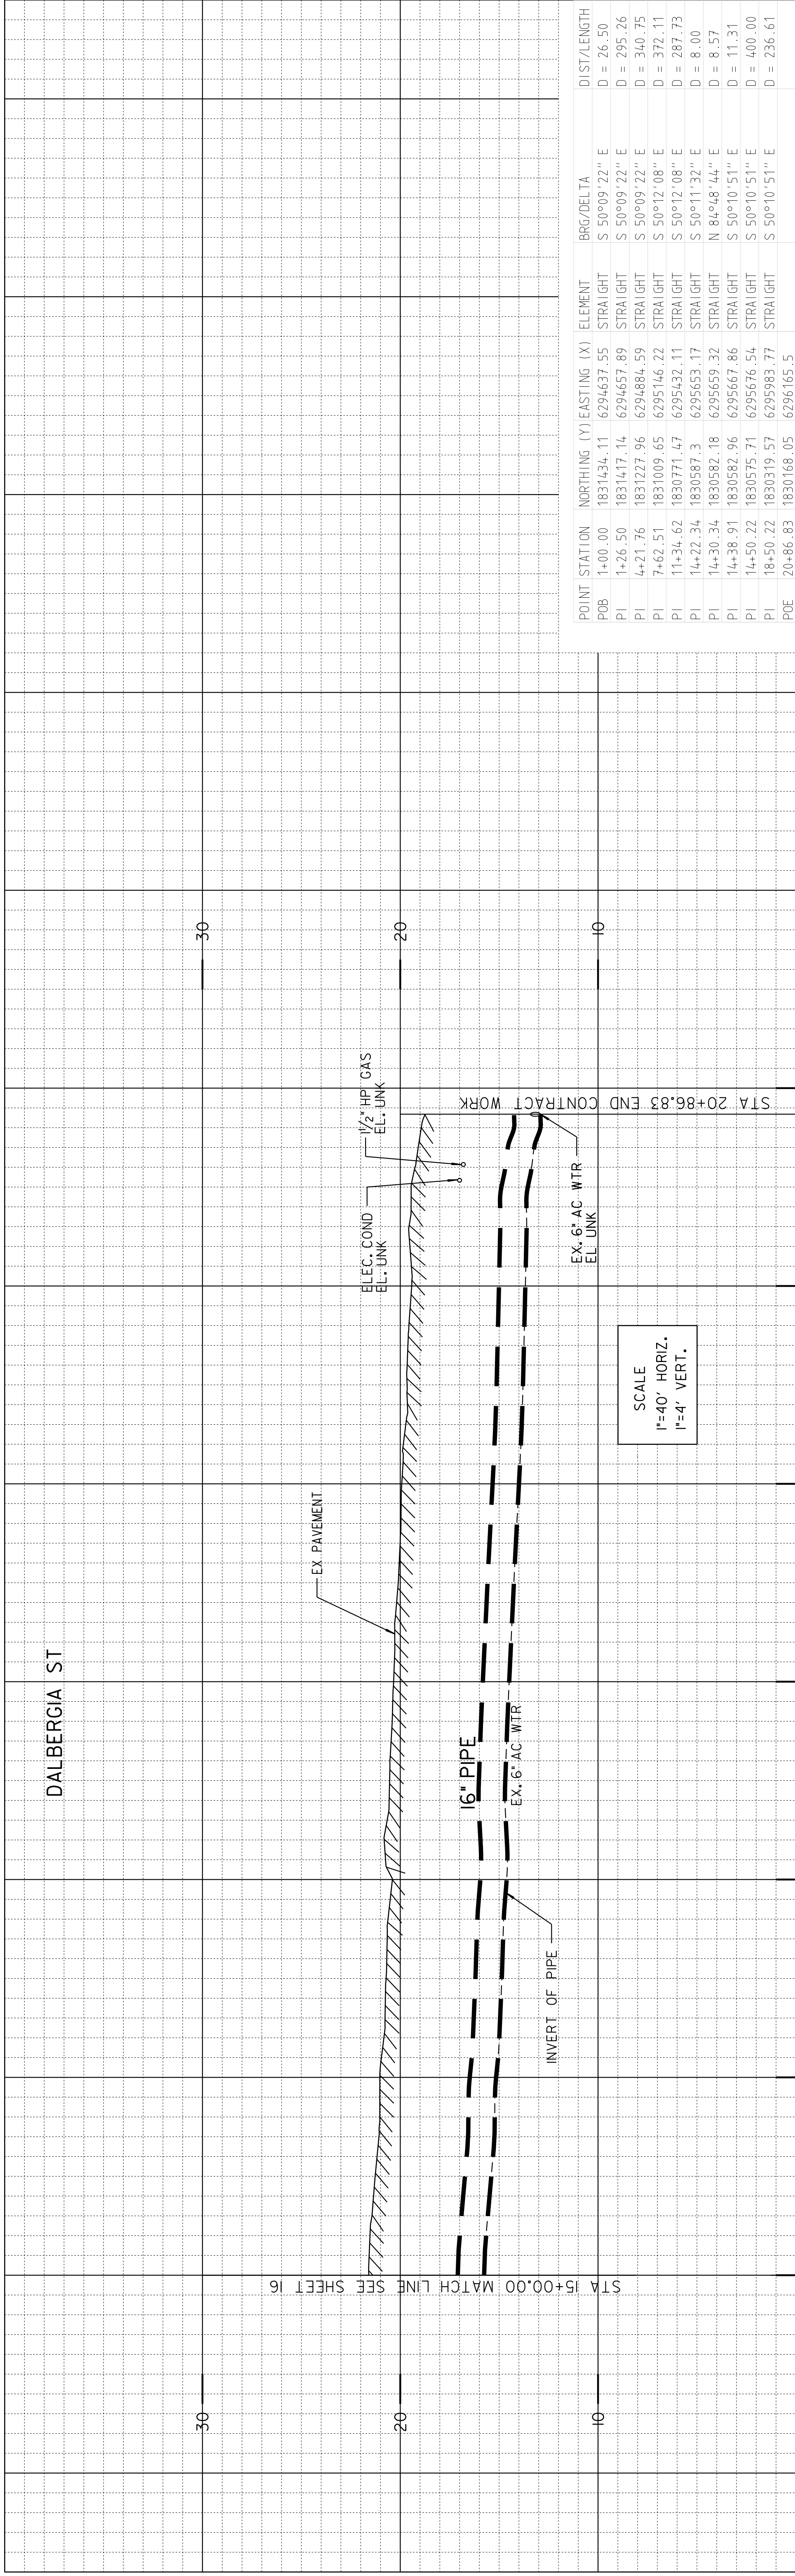 DALBERGIA ST
30
30
20
20
10
10
STA 15+00.00 MATCH LINE SEE SHEET 16
INVERT OF PIPE
16" PIPE
EX. 6" AC WTR
EX PAVEMENT
ELEC. COND
EL. UNK
1/2" HP GAS
EL. UNK
STA 20+86.83 END CONTRACT WORK
EX. 6" AC WTR
EL UNK
SCALE
1"=40' HORIZ.
1"=4' VERT.
POINT STATION NORTHING (Y) EASTING (X) ELEMENT BRG/DELTA DIST/LENGTH
POB 1+00.00 1831434.11 6294637.55 STRAIGHT S 50°09'22" E D = 26.50
PI 1+26.50 1831417.14 6294657.89 STRAIGHT S 50°09'22" E D = 295.26
PI 4+21.76 1831227.96 6294884.59 STRAIGHT S 50°09'22" E D = 340.75
PI 7+62.51 1831009.65 6295146.22 STRAIGHT S 50°12'08" E D = 372.11
PI 11+34.62 1830771.47 6295432.11 STRAIGHT S 50°12'08" E D = 287.73
PI 14+22.34 1830587.3 6295653.17 STRAIGHT S 50°11'32" E D = 8.00
PI 14+30.34 1830582.18 6295659.32 STRAIGHT N 84°48'44" E D = 8.57
PI 14+38.91 1830582.96 6295667.86 STRAIGHT S 50°10'51" E D = 11.31
PI 14+50.22 1830575.71 6295676.54 STRAIGHT S 50°10'51" E D = 400.00
PI 18+50.22 1830319.57 6295983.77 STRAIGHT S 50°10'51" E D = 236.61
POE 20+86.83 1830168.05 6296165.5